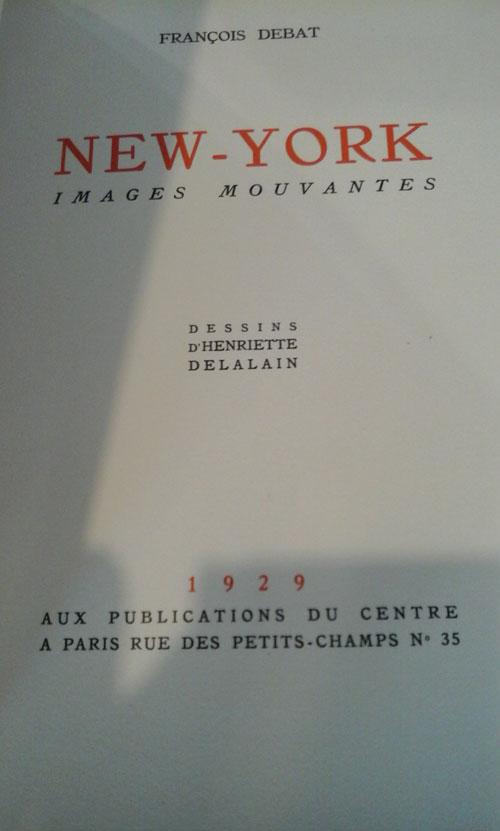 FRANÇOIS DEBAT
NEW-YORK
IMAGES MOUVANTES
DESSINS
D'HENRIETTE
DELALAIN
1929
AUX PUBLICATIONS DU CENTRE
A PARIS RUE DES PETITS-CHAMPS Nº 35